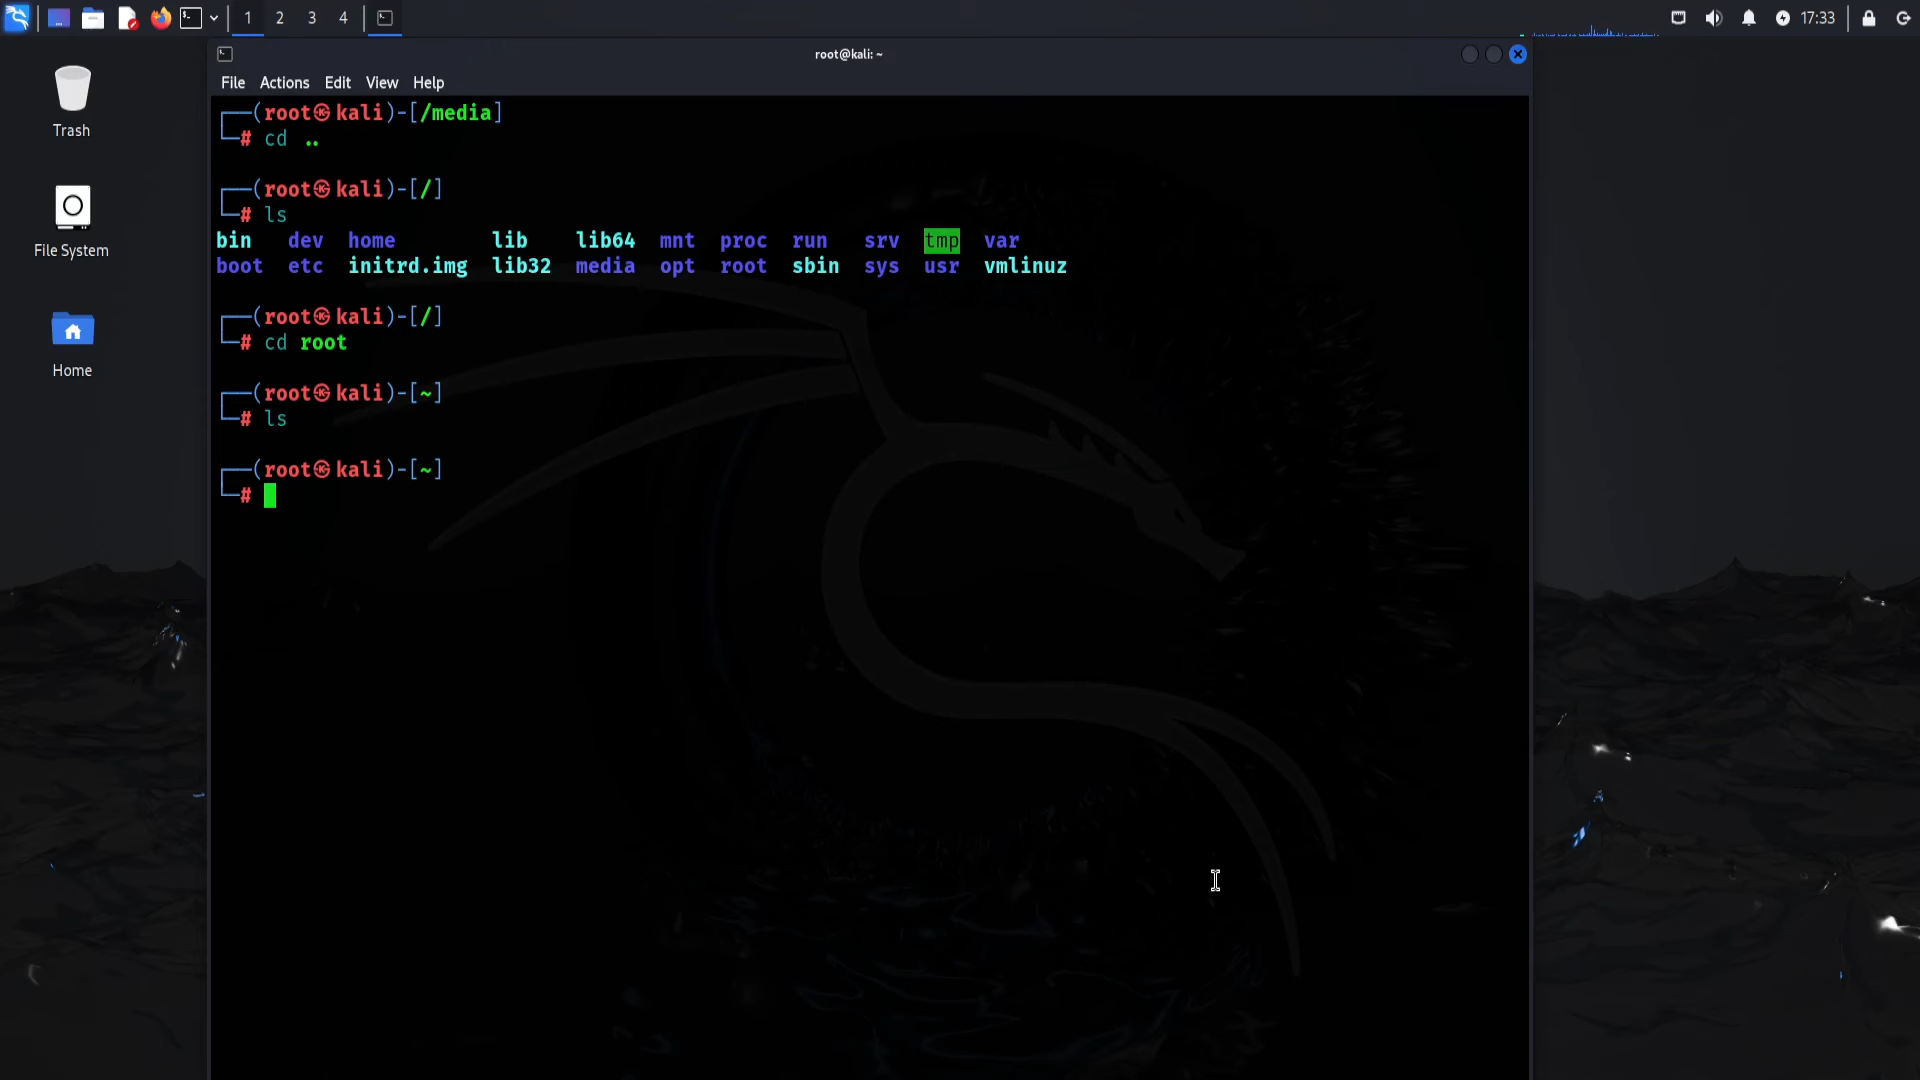 1 2 3 4 17:33
root@kali: ~
File Actions Edit View Help
Trash
File System
Home
┌──(root㉿kali)-[/media]
└─# cd ..
┌──(root㉿kali)-[/]
└─# ls
bin dev home lib lib64 mnt proc run srv tmp var
boot etc initrd.img lib32 media opt root sbin sys usr vmlinuz
┌──(root㉿kali)-[/]
└─# cd root
┌──(root㉿kali)-[~]
└─# ls
┌──(root㉿kali)-[~]
└─#